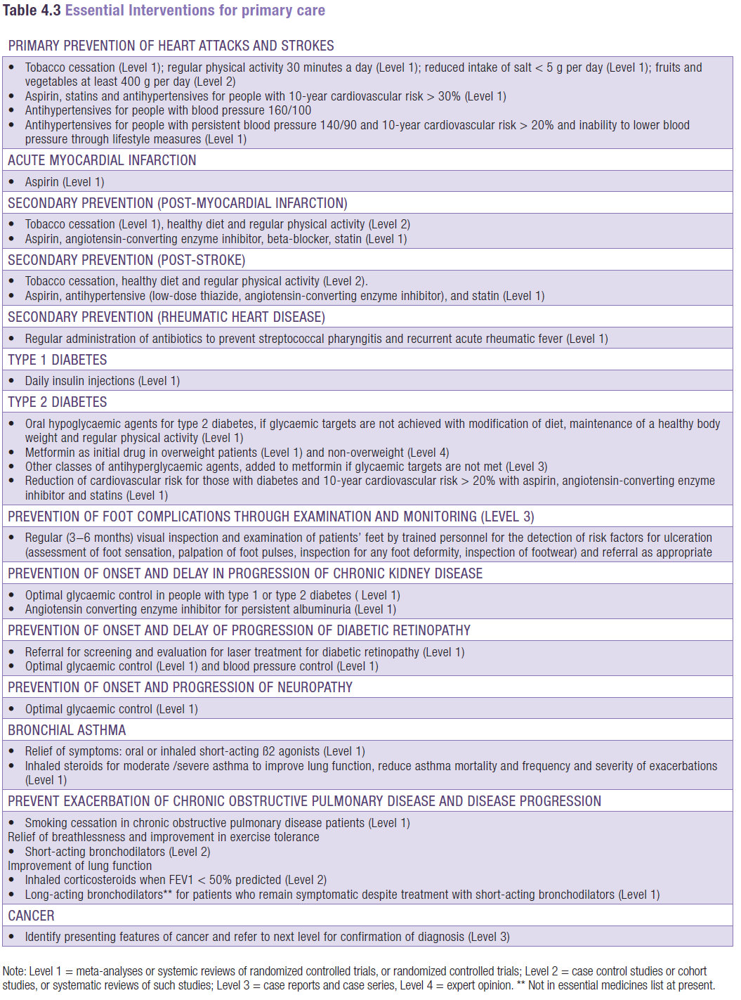 Table 4.3 Essential Interventions for primary care
PRIMARY PREVENTION OF HEART ATTACKS AND STROKES
• Tobacco cessation (Level 1); regular physical activity 30 minutes a day (Level 1); reduced intake of salt < 5 g per day (Level 1); fruits and
vegetables at least 400 g per day (Level 2)
• Aspirin, statins and antihypertensives for people with 10-year cardiovascular risk > 30% (Level 1)
• Antihypertensives for people with blood pressure 160/100
• Antihypertensives for people with persistent blood pressure 140/90 and 10-year cardiovascular risk > 20% and inability to lower blood
pressure through lifestyle measures (Level 1)
ACUTE MYOCARDIAL INFARCTION
• Aspirin (Level 1)
SECONDARY PREVENTION (POST-MYOCARDIAL INFARCTION)
• Tobacco cessation (Level 1), healthy diet and regular physical activity (Level 2)
• Aspirin, angiotensin-converting enzyme inhibitor, beta-blocker, statin (Level 1)
SECONDARY PREVENTION (POST-STROKE)
• Tobacco cessation, healthy diet and regular physical activity (Level 2).
• Aspirin, antihypertensive (low-dose thiazide, angiotensin-converting enzyme inhibitor), and statin (Level 1)
SECONDARY PREVENTION (RHEUMATIC HEART DISEASE)
• Regular administration of antibiotics to prevent streptococcal pharyngitis and recurrent acute rheumatic fever (Level 1)
TYPE 1 DIABETES
• Daily insulin injections (Level 1)
TYPE 2 DIABETES
• Oral hypoglycaemic agents for type 2 diabetes, if glycaemic targets are not achieved with modification of diet, maintenance of a healthy body
weight and regular physical activity (Level 1)
• Metformin as initial drug in overweight patients (Level 1) and non-overweight (Level 4)
• Other classes of antihyperglycaemic agents, added to metformin if glycaemic targets are not met (Level 3)
• Reduction of cardiovascular risk for those with diabetes and 10-year cardiovascular risk > 20% with aspirin, angiotensin-converting enzyme
inhibitor and statins (Level 1)
PREVENTION OF FOOT COMPLICATIONS THROUGH EXAMINATION AND MONITORING (LEVEL 3)
• Regular (3–6 months) visual inspection and examination of patients' feet by trained personnel for the detection of risk factors for ulceration
(assessment of foot sensation, palpation of foot pulses, inspection for any foot deformity, inspection of footwear) and referral as appropriate
PREVENTION OF ONSET AND DELAY IN PROGRESSION OF CHRONIC KIDNEY DISEASE
• Optimal glycaemic control in people with type 1 or type 2 diabetes ( Level 1)
• Angiotensin converting enzyme inhibitor for persistent albuminuria (Level 1)
PREVENTION OF ONSET AND DELAY OF PROGRESSION OF DIABETIC RETINOPATHY
• Referral for screening and evaluation for laser treatment for diabetic retinopathy (Level 1)
• Optimal glycaemic control (Level 1) and blood pressure control (Level 1)
PREVENTION OF ONSET AND PROGRESSION OF NEUROPATHY
• Optimal glycaemic control (Level 1)
BRONCHIAL ASTHMA
• Relief of symptoms: oral or inhaled short-acting ß2 agonists (Level 1)
• Inhaled steroids for moderate /severe asthma to improve lung function, reduce asthma mortality and frequency and severity of exacerbations
(Level 1)
PREVENT EXACERBATION OF CHRONIC OBSTRUCTIVE PULMONARY DISEASE AND DISEASE PROGRESSION
• Smoking cessation in chronic obstructive pulmonary disease patients (Level 1)
Relief of breathlessness and improvement in exercise tolerance
• Short-acting bronchodilators (Level 2)
Improvement of lung function
• Inhaled corticosteroids when FEV1 < 50% predicted (Level 2)
• Long-acting bronchodilators** for patients who remain symptomatic despite treatment with short-acting bronchodilators (Level 1)
CANCER
• Identify presenting features of cancer and refer to next level for confirmation of diagnosis (Level 3)
Note: Level 1 = meta-analyses or systemic reviews of randomized controlled trials, or randomized controlled trials; Level 2 = case control studies or cohort
studies, or systematic reviews of such studies; Level 3 = case reports and case series, Level 4 = expert opinion. ** Not in essential medicines list at present.